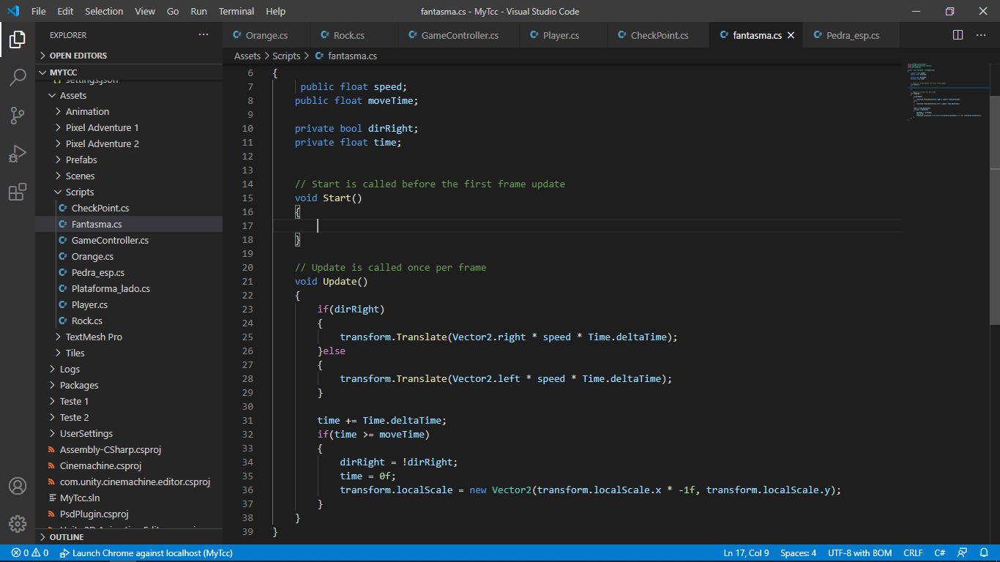 File Edit Selection View Go Run Terminal Help
fantasma.cs - MyTcc - Visual Studio Code
EXPLORER
OPEN EDITORS
MYTCC
settings.json
Assets
Animation
Pixel Adventure 1
Pixel Adventure 2
Prefabs
Scenes
Scripts
C# CheckPoint.cs
C# Fantasma.cs
C# GameController.cs
C# Orange.cs
C# Pedra_esp.cs
C# Plataforma_lado.cs
C# Player.cs
C# Rock.cs
TextMesh Pro
Tiles
Logs
Packages
Teste 1
Teste 2
UserSettings
Assembly-CSharp.csproj
Cinemachine.csproj
com.unity.cinemachine.editor.csproj
MyTcc.sln
PsdPlugin.csproj
OUTLINE
C# Orange.cs C# Rock.cs C# GameController.cs C# Player.cs C# CheckPoint.cs C# fantasma.cs C# Pedra_esp.cs
Assets > Scripts > C# fantasma.cs
6 {
7 public float speed;
8 public float moveTime;
9
10 private bool dirRight;
11 private float time;
12
13
14 // Start is called before the first frame update
15 void Start()
16 {
17
18 }
19
20 // Update is called once per frame
21 void Update()
22 {
23 if(dirRight)
24 {
25 transform.Translate(Vector2.right * speed * Time.deltaTime);
26 }else
27 {
28 transform.Translate(Vector2.left * speed * Time.deltaTime);
29 }
30
31 time += Time.deltaTime;
32 if(time >= moveTime)
33 {
34 dirRight = !dirRight;
35 time = 0f;
36 transform.localScale = new Vector2(transform.localScale.x * -1f, transform.localScale.y);
37 }
38 }
39 }
0 0 Launch Chrome against localhost (MyTcc) Ln 17, Col 9 Spaces: 4 UTF-8 with BOM CRLF C#